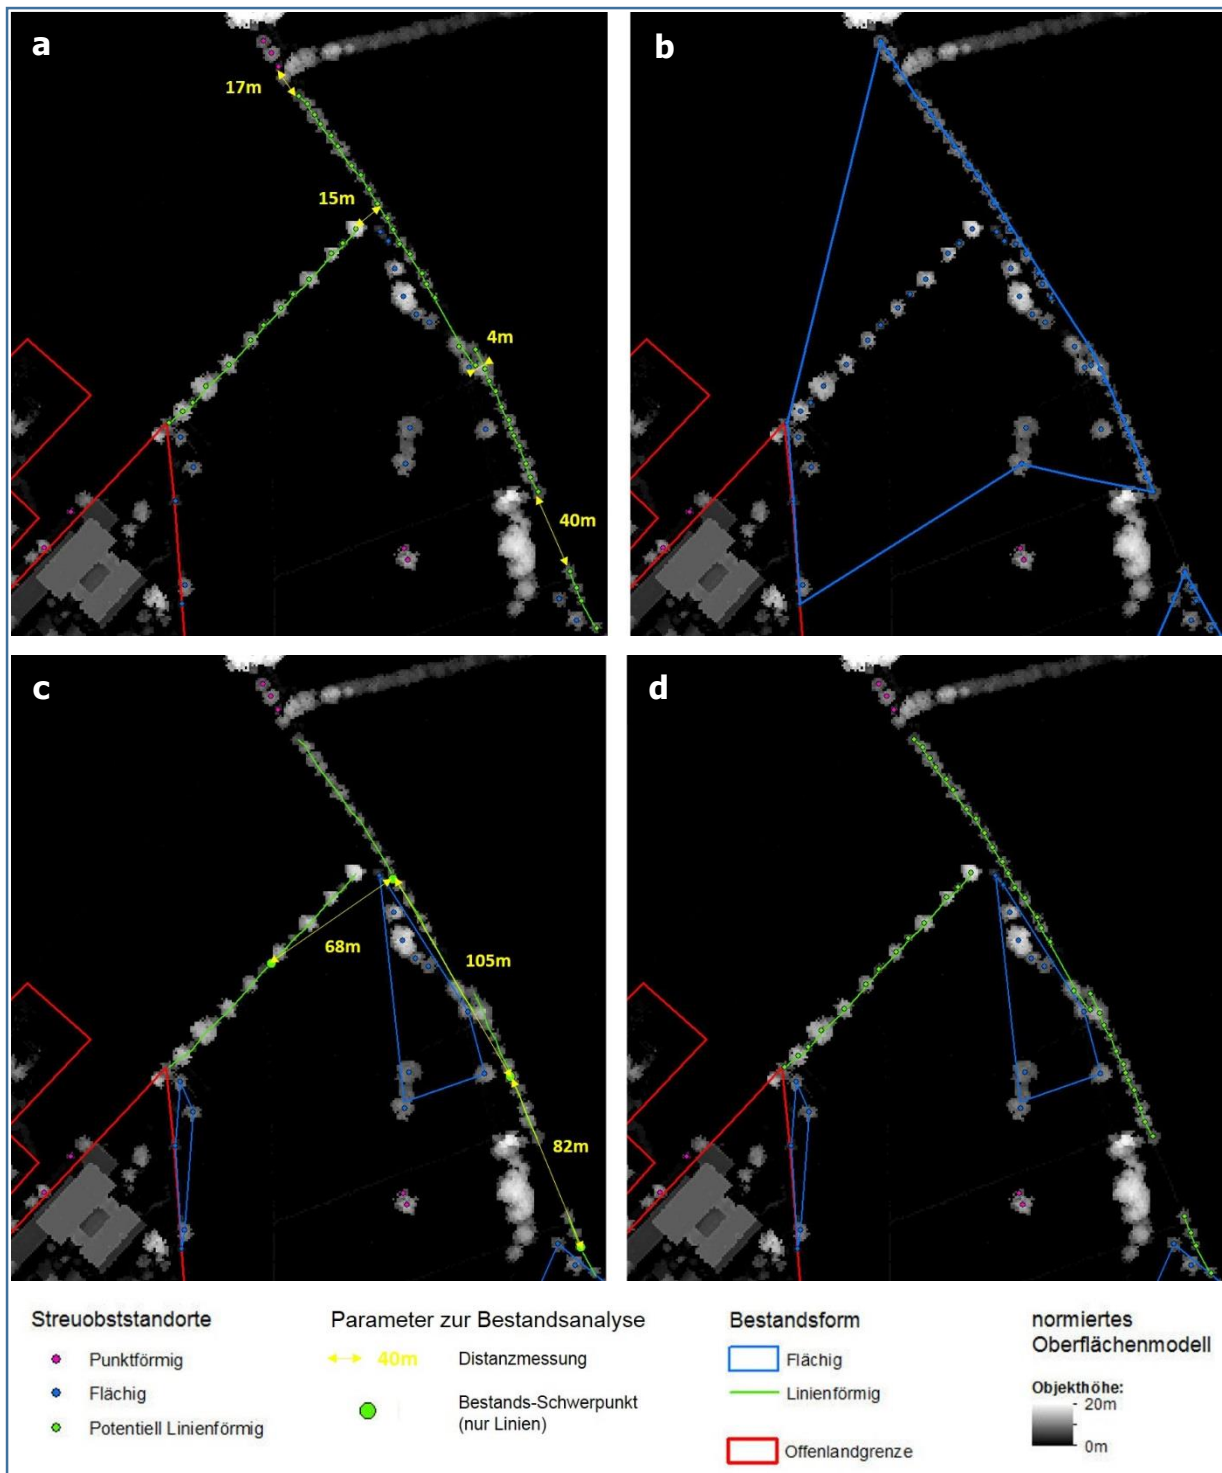 a
17m
15m
4m
40m
b
c
68m
105m
82m
d
Streuobststandorte
Punktförmig
Flächig
Potentiell Linienförmig
Parameter zur Bestandsanalyse
40m
Distanzmessung
Bestands-Schwerpunkt
(nur Linien)
Bestandsform
Flächig
Linienförmig
Offenlandgrenze
normiertes
Oberflächenmodell
Objekthöhe:
20m
0m